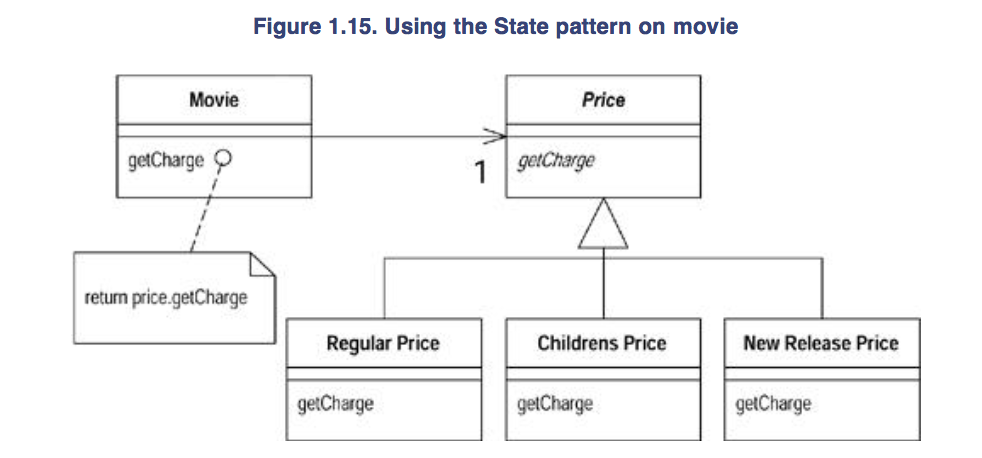 Figure 1.15. Using the State pattern on movie
Movie
Price
getCharge
1
getCharge
return price.getCharge
Regular Price
Childrens Price
New Release Price
getCharge
getCharge
getCharge